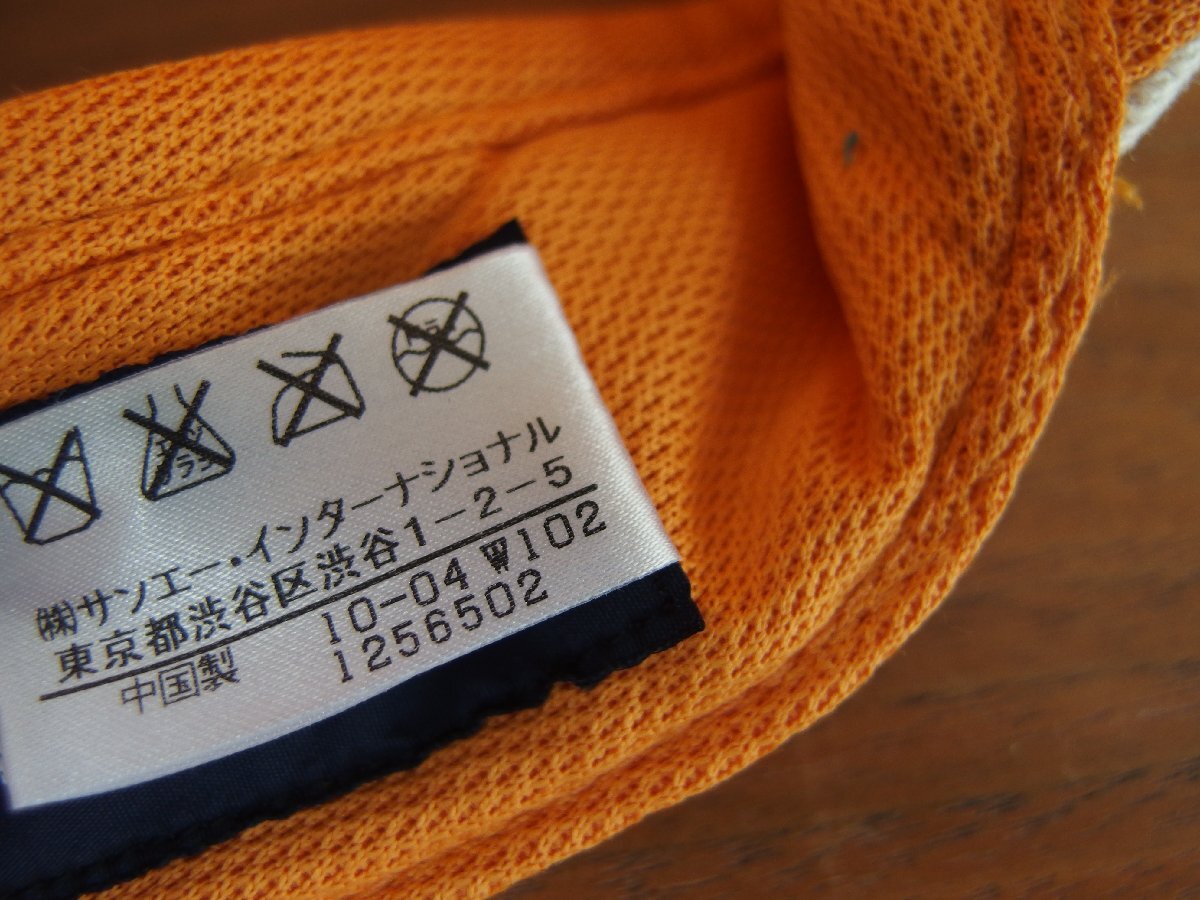 ㈱サンエー・インターナショナル
東京都渋谷区渋谷1-2-5
中国製 10-04 W102
1256502